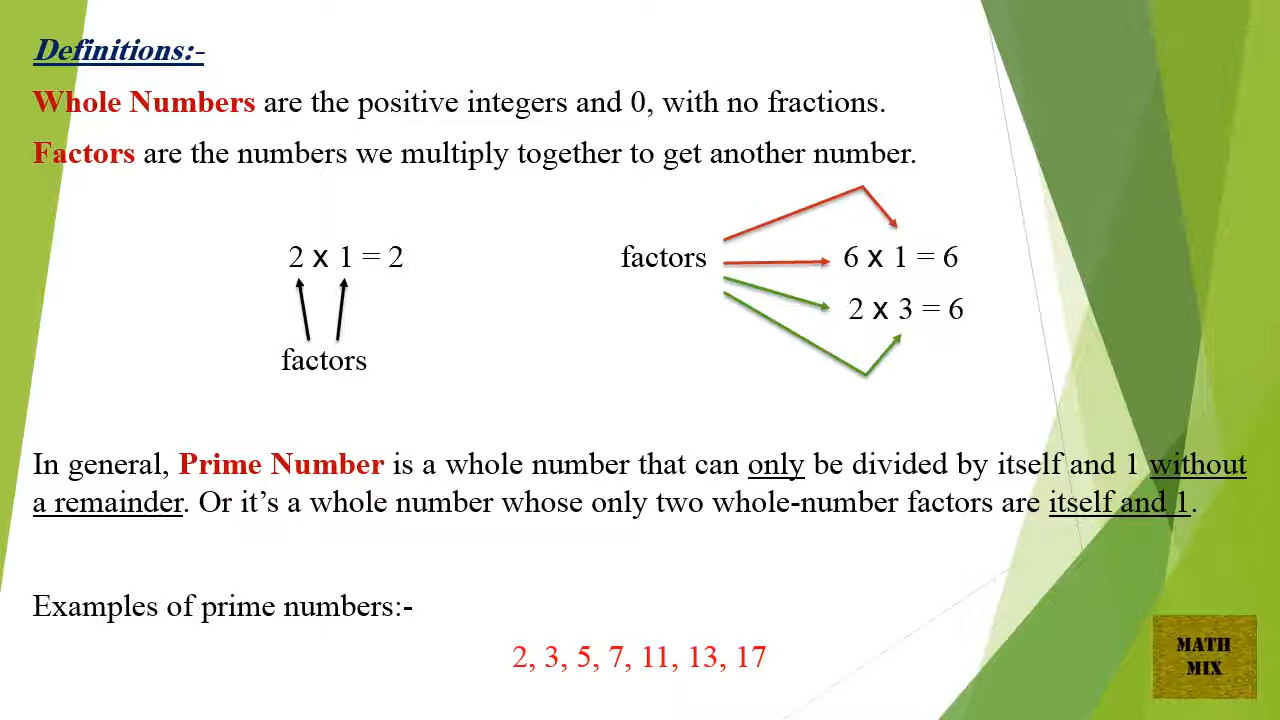 Definitions:-
Whole Numbers are the positive integers and 0, with no fractions.
Factors are the numbers we multiply together to get another number.
2 x 1 = 2
factors
factors
6 x 1 = 6
2 x 3 = 6
In general, Prime Number is a whole number that can only be divided by itself and 1 without
a remainder. Or it’s a whole number whose only two whole-number factors are itself and 1.
Examples of prime numbers:-
2, 3, 5, 7, 11, 13, 17
MATH
MIX